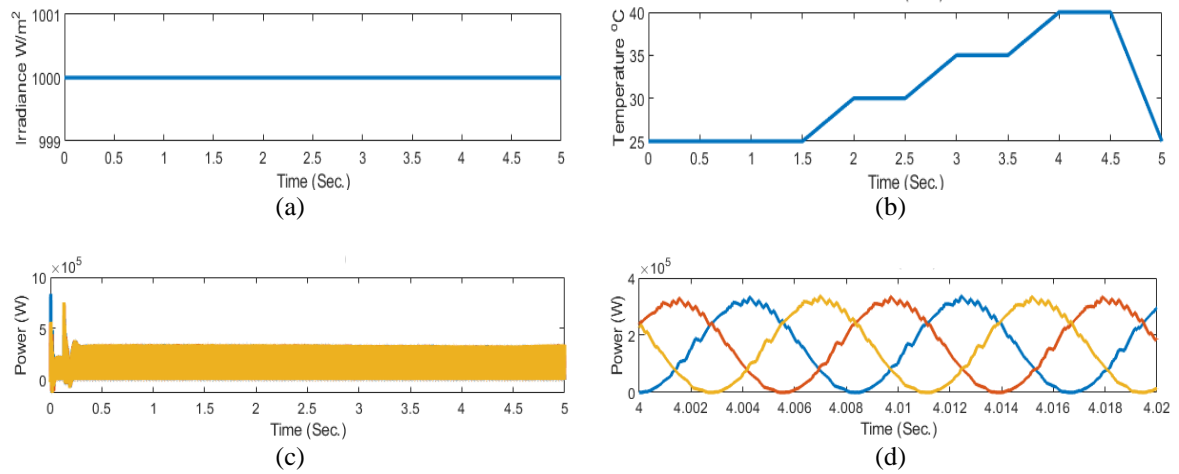 Irradiance W/m²
1001
1000
999
0 0.5 1 1.5 2 2.5 3 3.5 4 4.5 5
Time (Sec.)
(a)
Temperature °C
40
35
30
25
0 0.5 1 1.5 2 2.5 3 3.5 4 4.5 5
Time (Sec.)
(b)
Power (W)
×10⁵
10
5
0
0 0.5 1 1.5 2 2.5 3 3.5 4 4.5 5
Time (Sec.)
(c)
Power (W)
×10⁵
4
2
0
4 4.002 4.004 4.006 4.008 4.01 4.012 4.014 4.016 4.018 4.02
Time (Sec.)
(d)